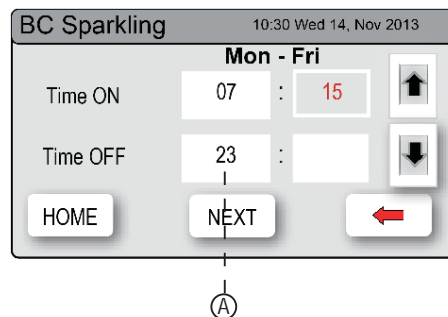 BC Sparkling 10:30 Wed 14, Nov 2013
Mon - Fri
Time ON 07 : 15
Time OFF 23 :
HOME NEXT
A